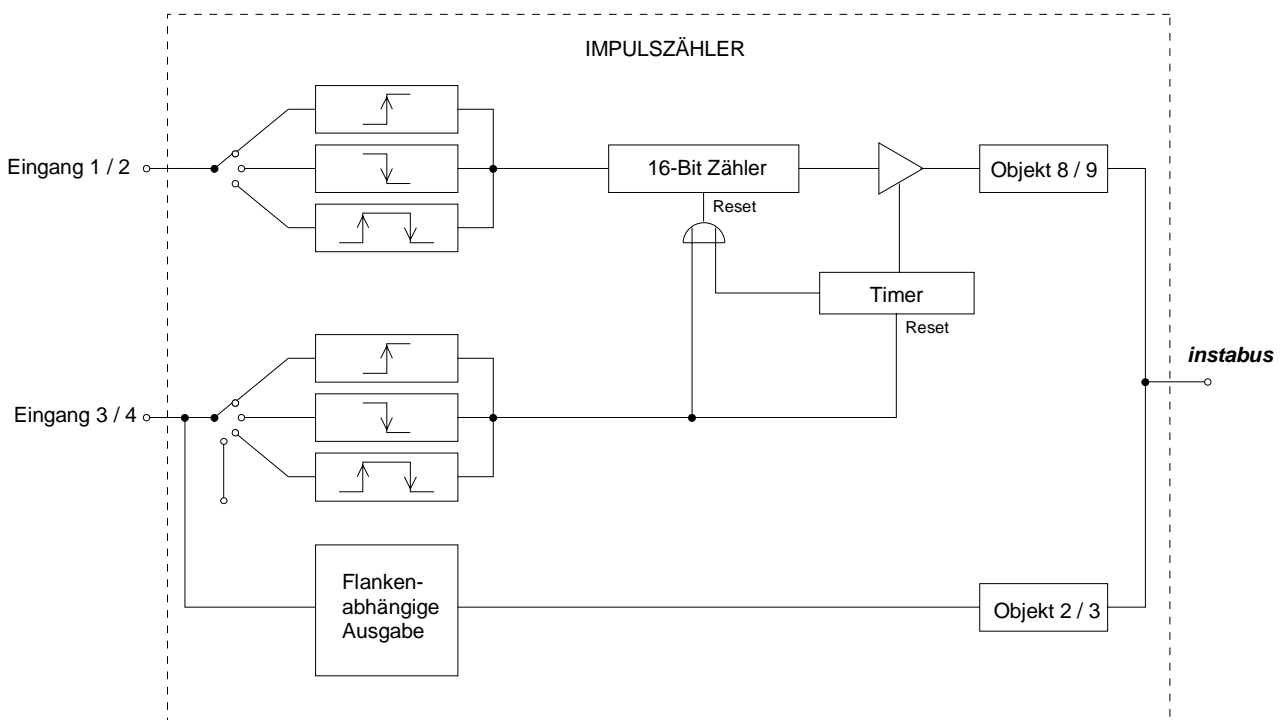 IMPULSZÄHLER
Eingang 1 / 2
16-Bit Zähler
Objekt 8 / 9
Reset
Timer
Reset
instabus
Eingang 3 / 4
Flanken-
abhängige
Ausgabe
Objekt 2 / 3